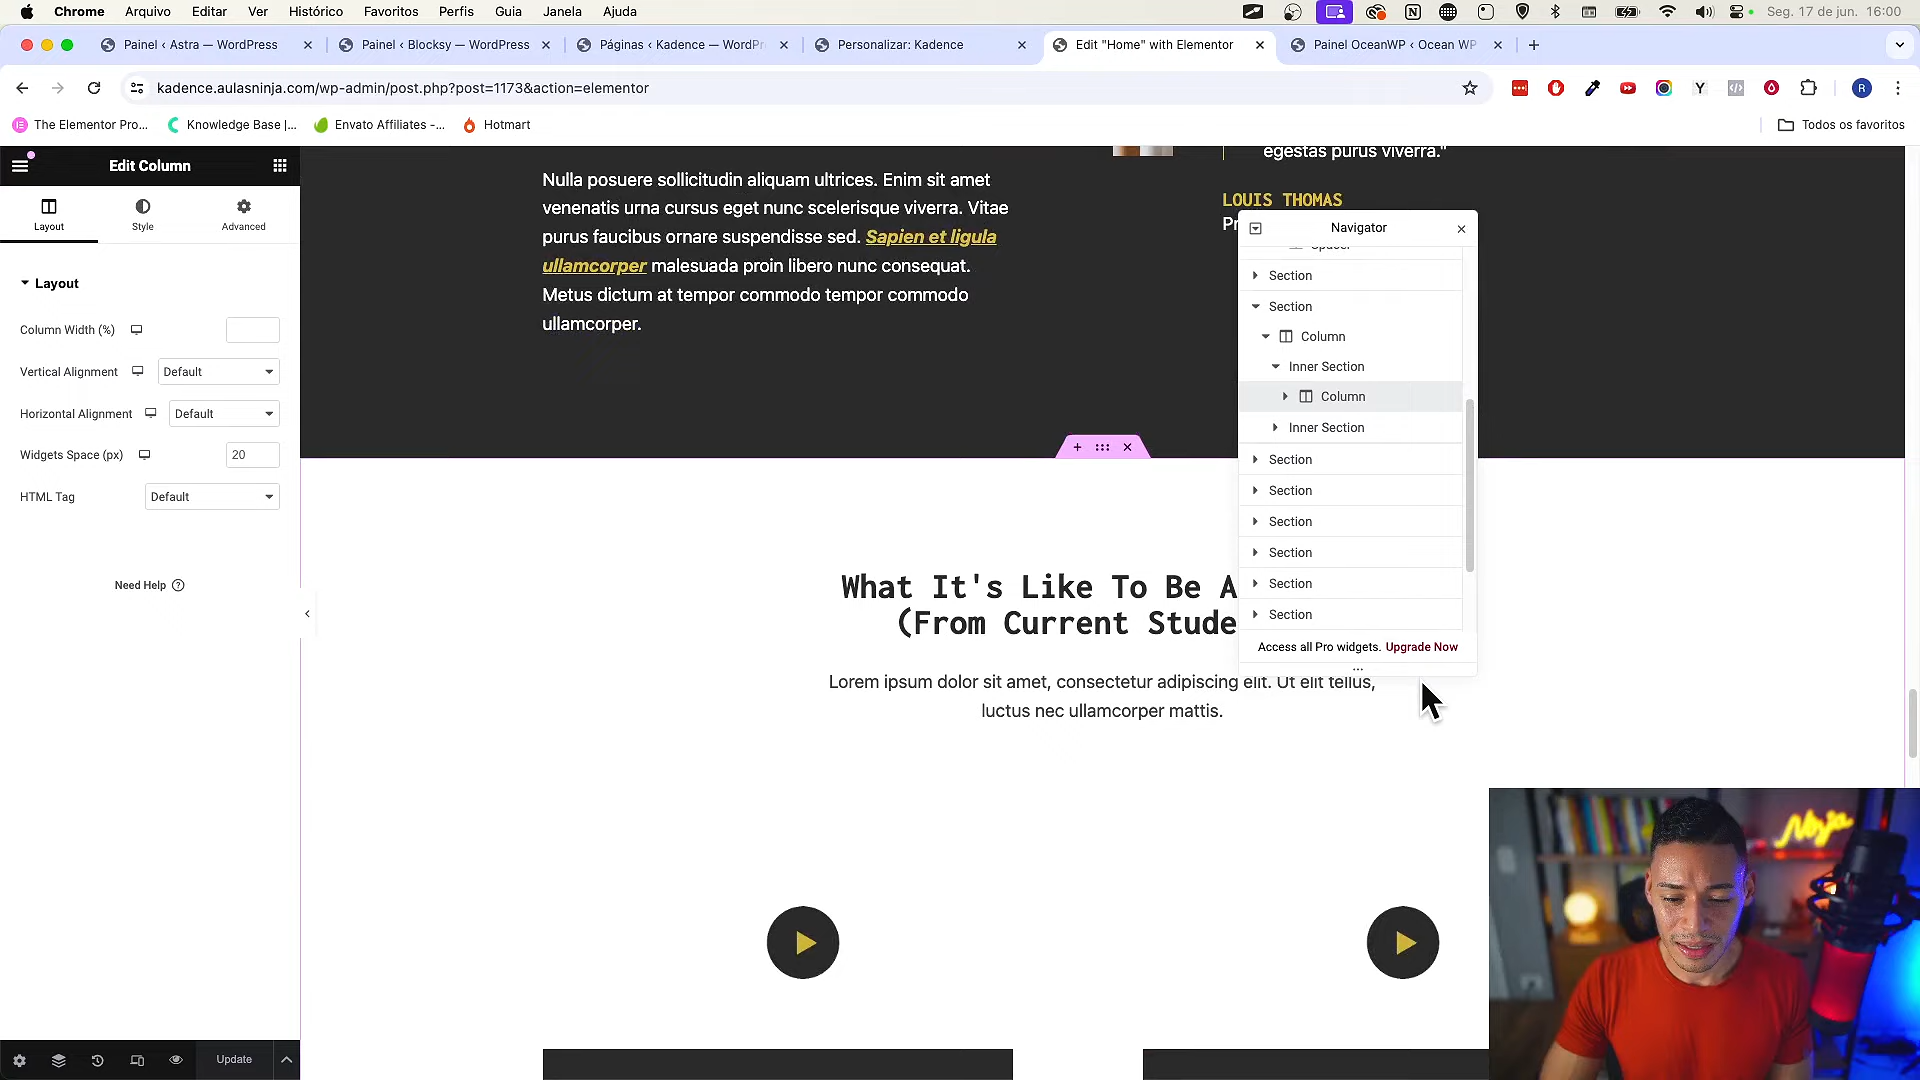 Chrome Arquivo Editar Ver Histórico Favoritos Perfis Guia Janela Ajuda
Seg. 17 de jun. 16:00
Painel ‹ Astra — WordPress
Painel ‹ Blocksy — WordPress
Páginas ‹ Kadence — WordPr
Personalizar: Kadence
Edit "Home" with Elementor
Painel OceanWP ‹ Ocean WP
kadence.aulasninja.com/wp-admin/post.php?post=1173&action=elementor
R
The Elementor Pro...
Knowledge Base |...
Envato Affiliates -...
Hotmart
Todos os favoritos
Edit Column
Layout Style Advanced
Layout
Column Width (%)
Vertical Alignment Default
Horizontal Alignment Default
Widgets Space (px) 20
HTML Tag Default
Need Help
Update
egestas purus viverra."
LOUIS THOMAS
Pr
Nulla posuere sollicitudin aliquam ultrices. Enim sit amet
venenatis urna cursus eget nunc scelerisque viverra. Vitae
purus faucibus ornare suspendisse sed. Sapien et ligula
ullamcorper malesuada proin libero nunc consequat.
Metus dictum at tempor commodo tempor commodo
ullamcorper.
Navigator
Spacer
Section
Section
Column
Inner Section
Column
Inner Section
Section
Section
Section
Section
Section
Section
Access all Pro widgets. Upgrade Now
What It's Like To Be A
(From Current Stude
Lorem ipsum dolor sit amet, consectetur adipiscing elit. Ut elit tellus,
luctus nec ullamcorper mattis.
Ninja